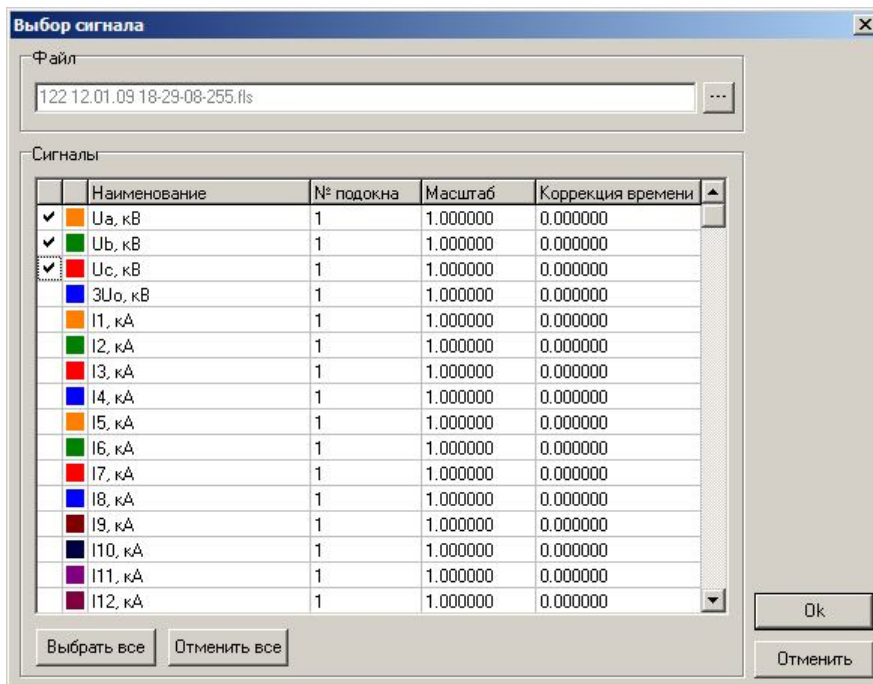 Выбор сигнала
Файл
122 12.01.09 18-29-08-255.fls
...
Сигналы
Наименование № подокна Масштаб Коррекция времени
Ua, кВ 1 1.000000 0.000000
Ub, кВ 1 1.000000 0.000000
Uc, кВ 1 1.000000 0.000000
3Uo, кВ 1 1.000000 0.000000
I1, кА 1 1.000000 0.000000
I2, кА 1 1.000000 0.000000
I3, кА 1 1.000000 0.000000
I4, кА 1 1.000000 0.000000
I5, кА 1 1.000000 0.000000
I6, кА 1 1.000000 0.000000
I7, кА 1 1.000000 0.000000
I8, кА 1 1.000000 0.000000
I9, кА 1 1.000000 0.000000
I10, кА 1 1.000000 0.000000
I11, кА 1 1.000000 0.000000
I12, кА 1 1.000000 0.000000
Ok
Выбрать все Отменить все
Отменить